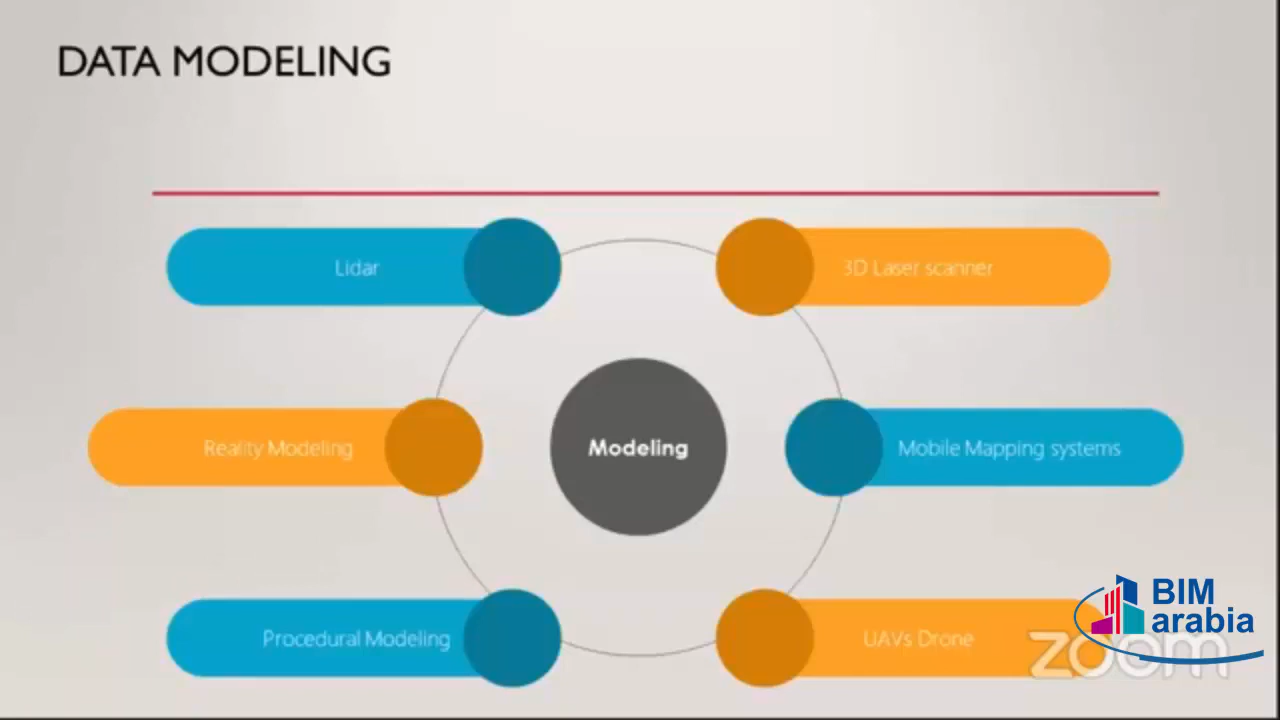 DATA MODELING
Lidar
3D Laser scanner
Reality Modeling
Modeling
Mobile Mapping systems
Procedural Modeling
UAVs Drone
BIM
arabia
zoom